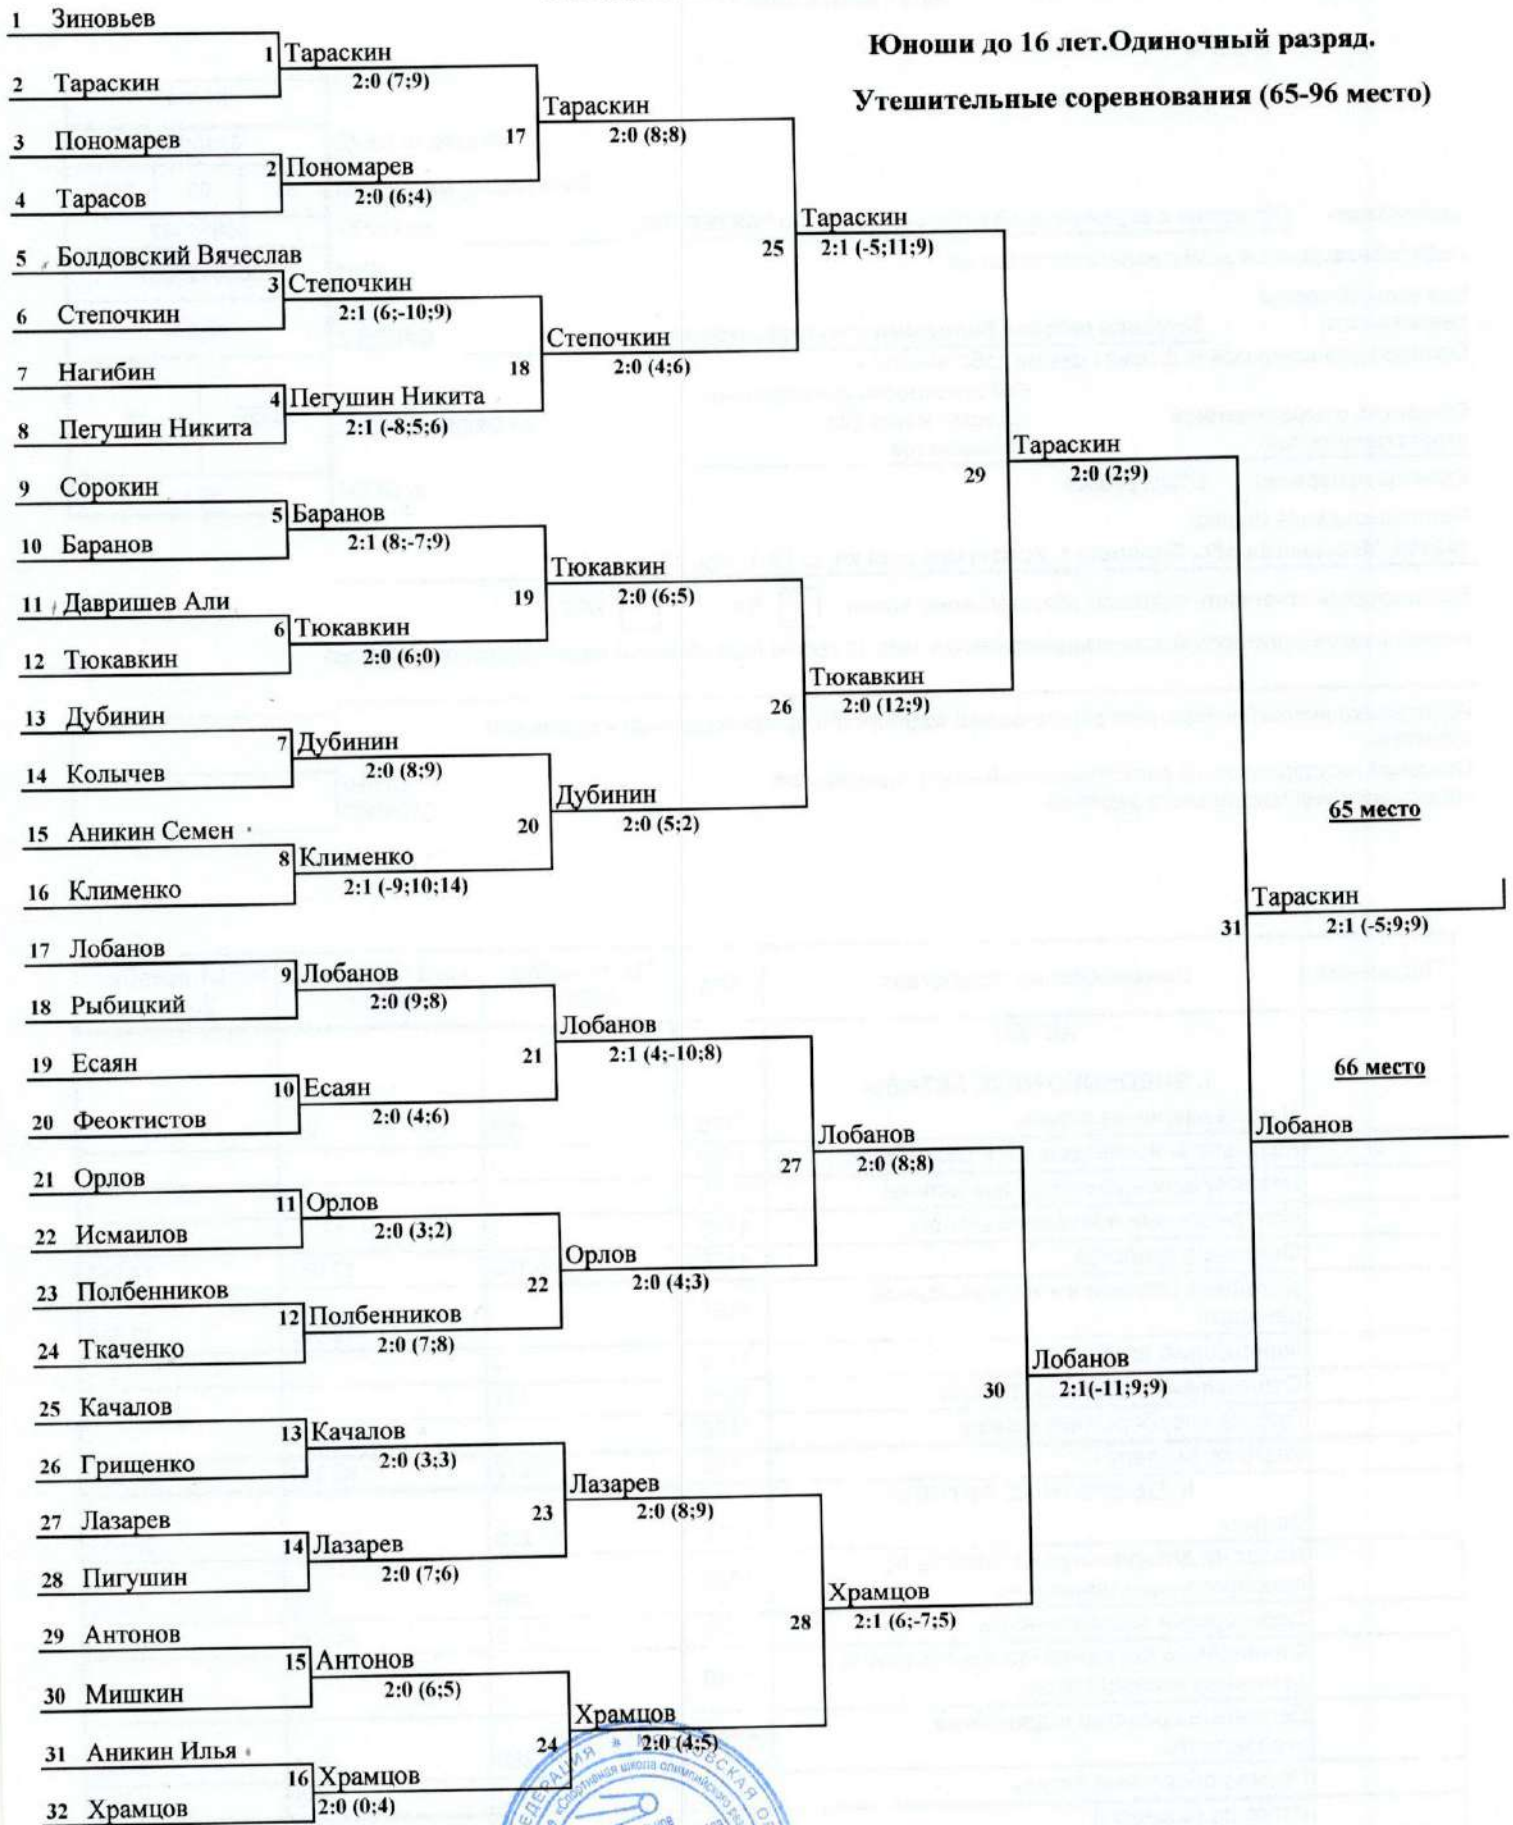 Юноши до 16 лет.Одиночный разряд.
Утешительные соревнования (65-96 место)
1 Зиновьев
1 Тараскин
2:0 (7;9)
2 Тараскин
Тараскин
17 2:0 (8;8)
3 Пономарев
2 Пономарев
2:0 (6;4)
4 Тарасов
Тараскин
25 2:1 (-5;11;9)
5 Болдовский Вячеслав
3 Степочкин
2:1 (6;-10;9)
6 Степочкин
Степочкин
18 2:0 (4;6)
7 Нагибин
4 Пегушин Никита
2:1 (-8;5;6)
8 Пегушин Никита
Тараскин
29 2:0 (2;9)
9 Сорокин
5 Баранов
2:1 (8;-7;9)
10 Баранов
Тюкавкин
19 2:0 (6;5)
11 Давришев Али
6 Тюкавкин
2:0 (6;0)
12 Тюкавкин
Тюкавкин
26 2:0 (12;9)
13 Дубинин
7 Дубинин
2:0 (8;9)
14 Колычев
Дубинин
20 2:0 (5;2)
65 место
15 Аникин Семен
8 Клименко
2:1 (-9;10;14)
16 Клименко
Тараскин
31 2:1 (-5;9;9)
17 Лобанов
9 Лобанов
2:0 (9;8)
18 Рыбицкий
Лобанов
21 2:1 (4;-10;8)
19 Есаян
66 место
10 Есаян
2:0 (4;6)
20 Феоктистов
Лобанов
Лобанов
27 2:0 (8;8)
21 Орлов
11 Орлов
2:0 (3;2)
22 Исмаилов
Орлов
22 2:0 (4;3)
23 Полбенников
12 Полбенников
2:0 (7;8)
24 Ткаченко
Лобанов
30 2:1(-11;9;9)
25 Качалов
13 Качалов
2:0 (3;3)
26 Грищенко
Лазарев
23 2:0 (8;9)
27 Лазарев
14 Лазарев
2:0 (7;6)
28 Пигушин
Храмцов
28 2:1 (6;-7;5)
29 Антонов
15 Антонов
2:0 (6;5)
30 Мишкин
Храмцов
24 2:0 (4;5)
31 Аникин Илья
16 Храмцов
2:0 (0;4)
32 Храмцов